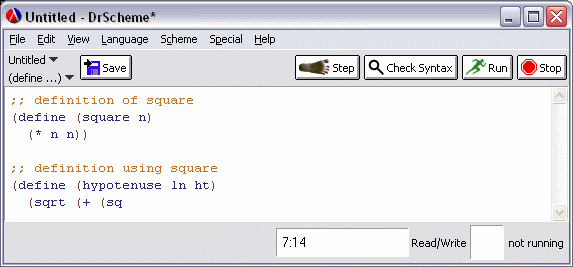 Untitled - DrScheme*
File Edit View Language Scheme Special Help
Untitled
(define ...)
Save
Step
Check Syntax
Run
Stop
;; definition of square
(define (square n)
  (* n n))
;; definition using square
(define (hypotenuse ln ht)
  (sqrt (+ (sq
7:14 Read/Write not running